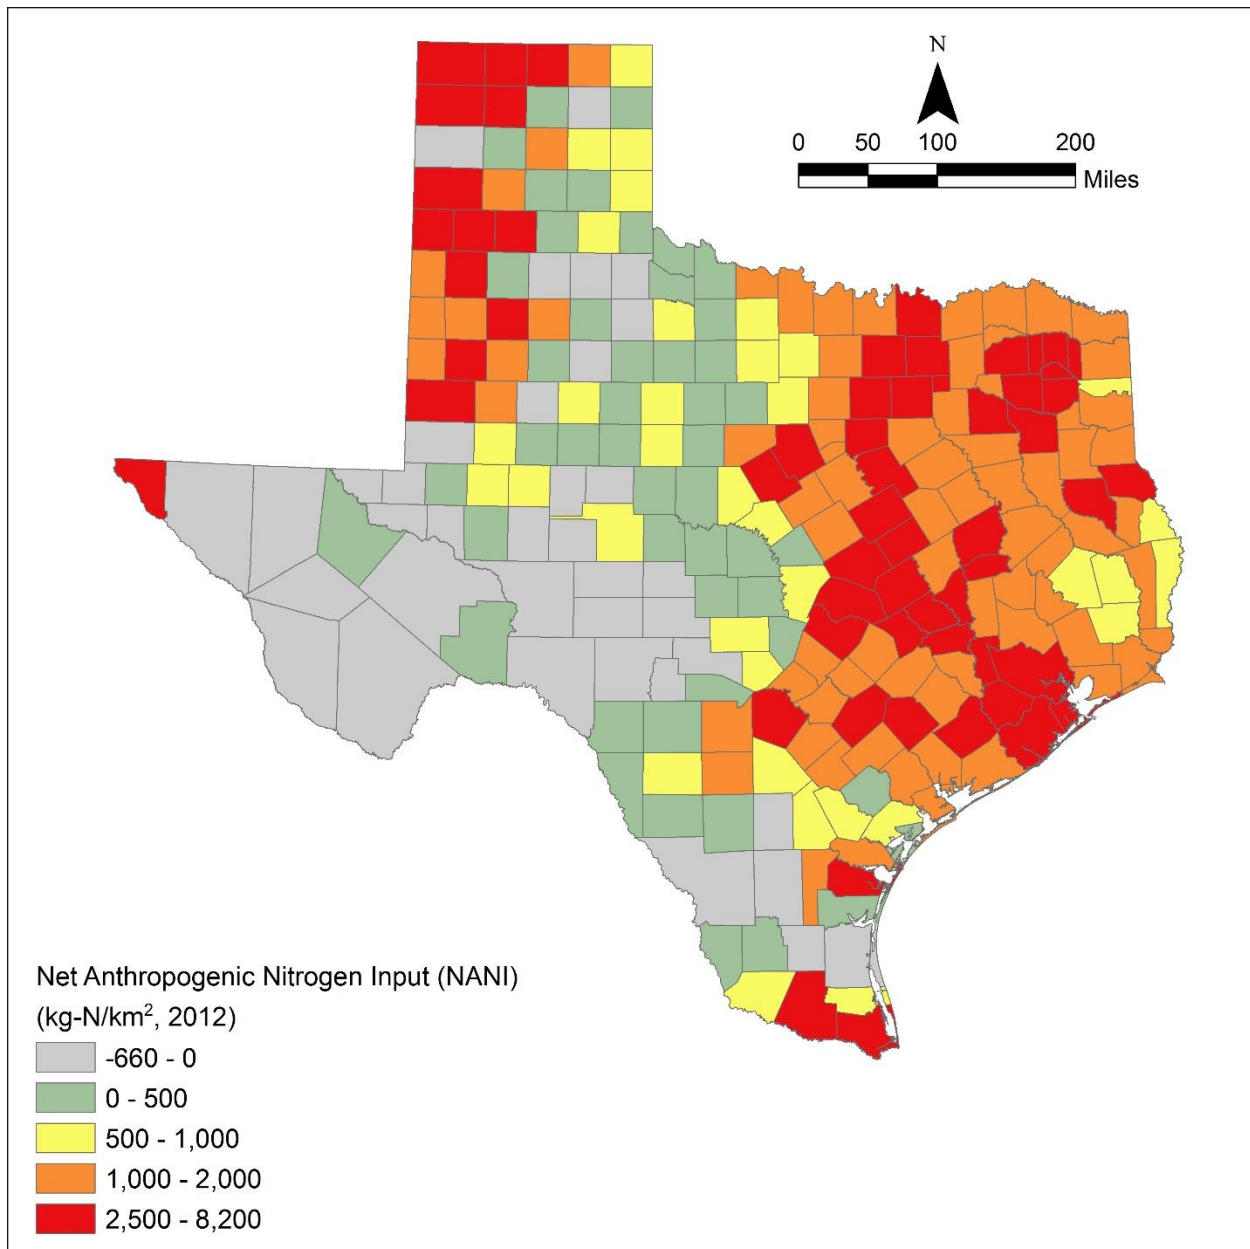 N
0 50 100 200
Miles
Net Anthropogenic Nitrogen Input (NANI)
(kg-N/km², 2012)
-660 - 0
0 - 500
500 - 1,000
1,000 - 2,000
2,500 - 8,200